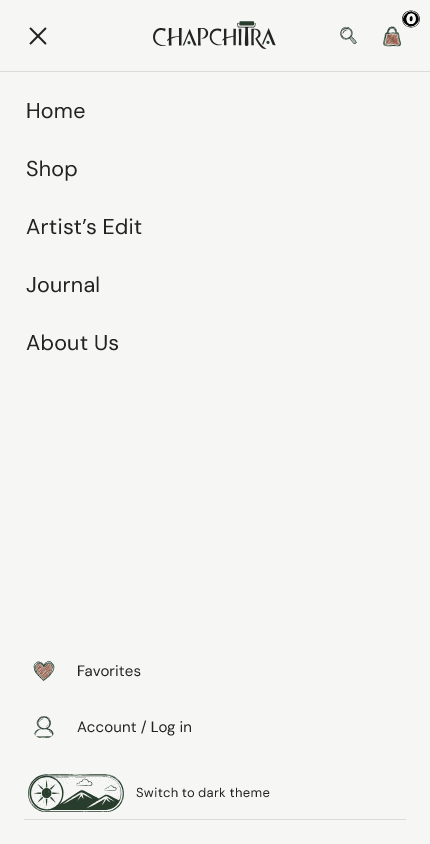 CHAPCHITRA
0
Home
Shop
Artist’s Edit
Journal
About Us
Favorites
Account / Log in
Switch to dark theme